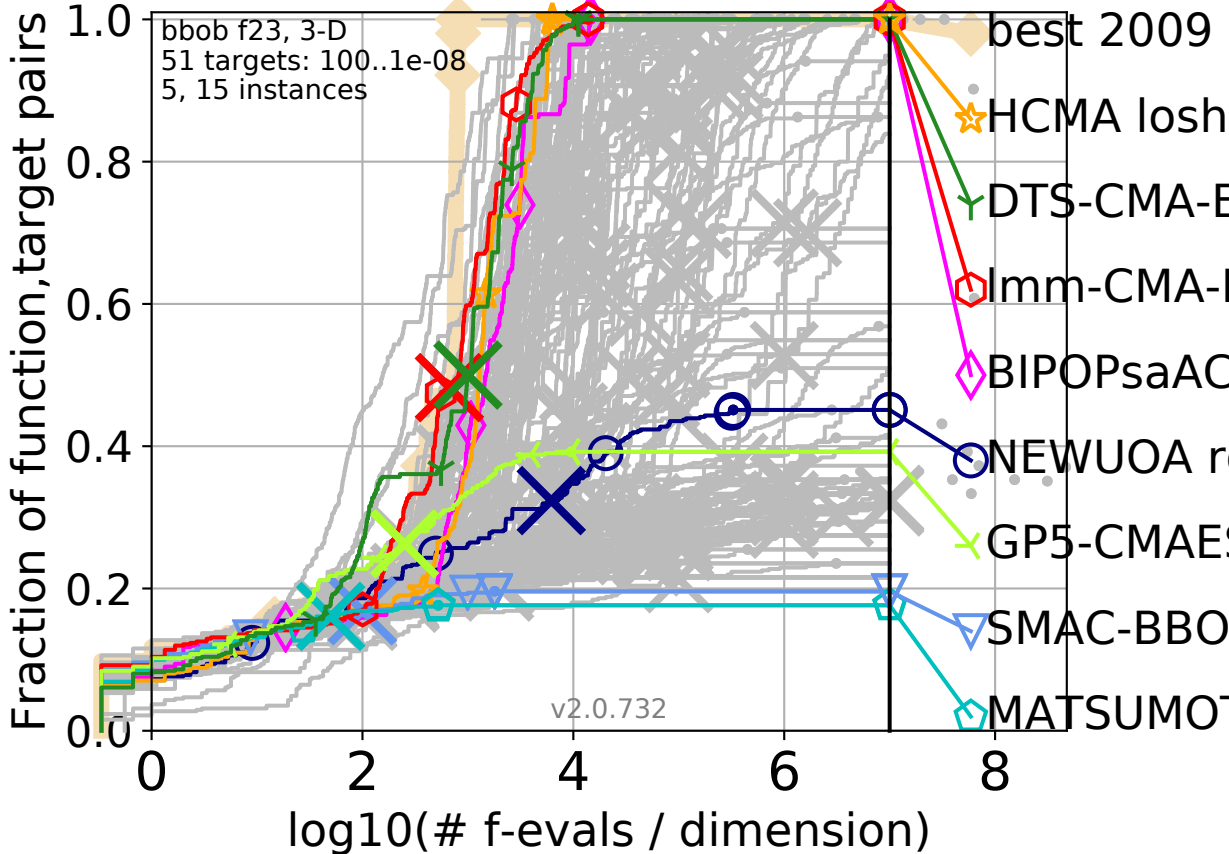 Fraction of function,target pairs
bbob f23, 3-D
51 targets: 100..1e-08
5, 15 instances
1.0
0.8
0.6
0.4
0.2
0.0
0
2
4
6
8
log10(# f-evals / dimension)
v2.0.732
best 2009
HCMA losh
DTS-CMA-E
lmm-CMA-
BIPOPsaAC
NEWUOA r
GP5-CMAES
SMAC-BBO
MATSUMOT